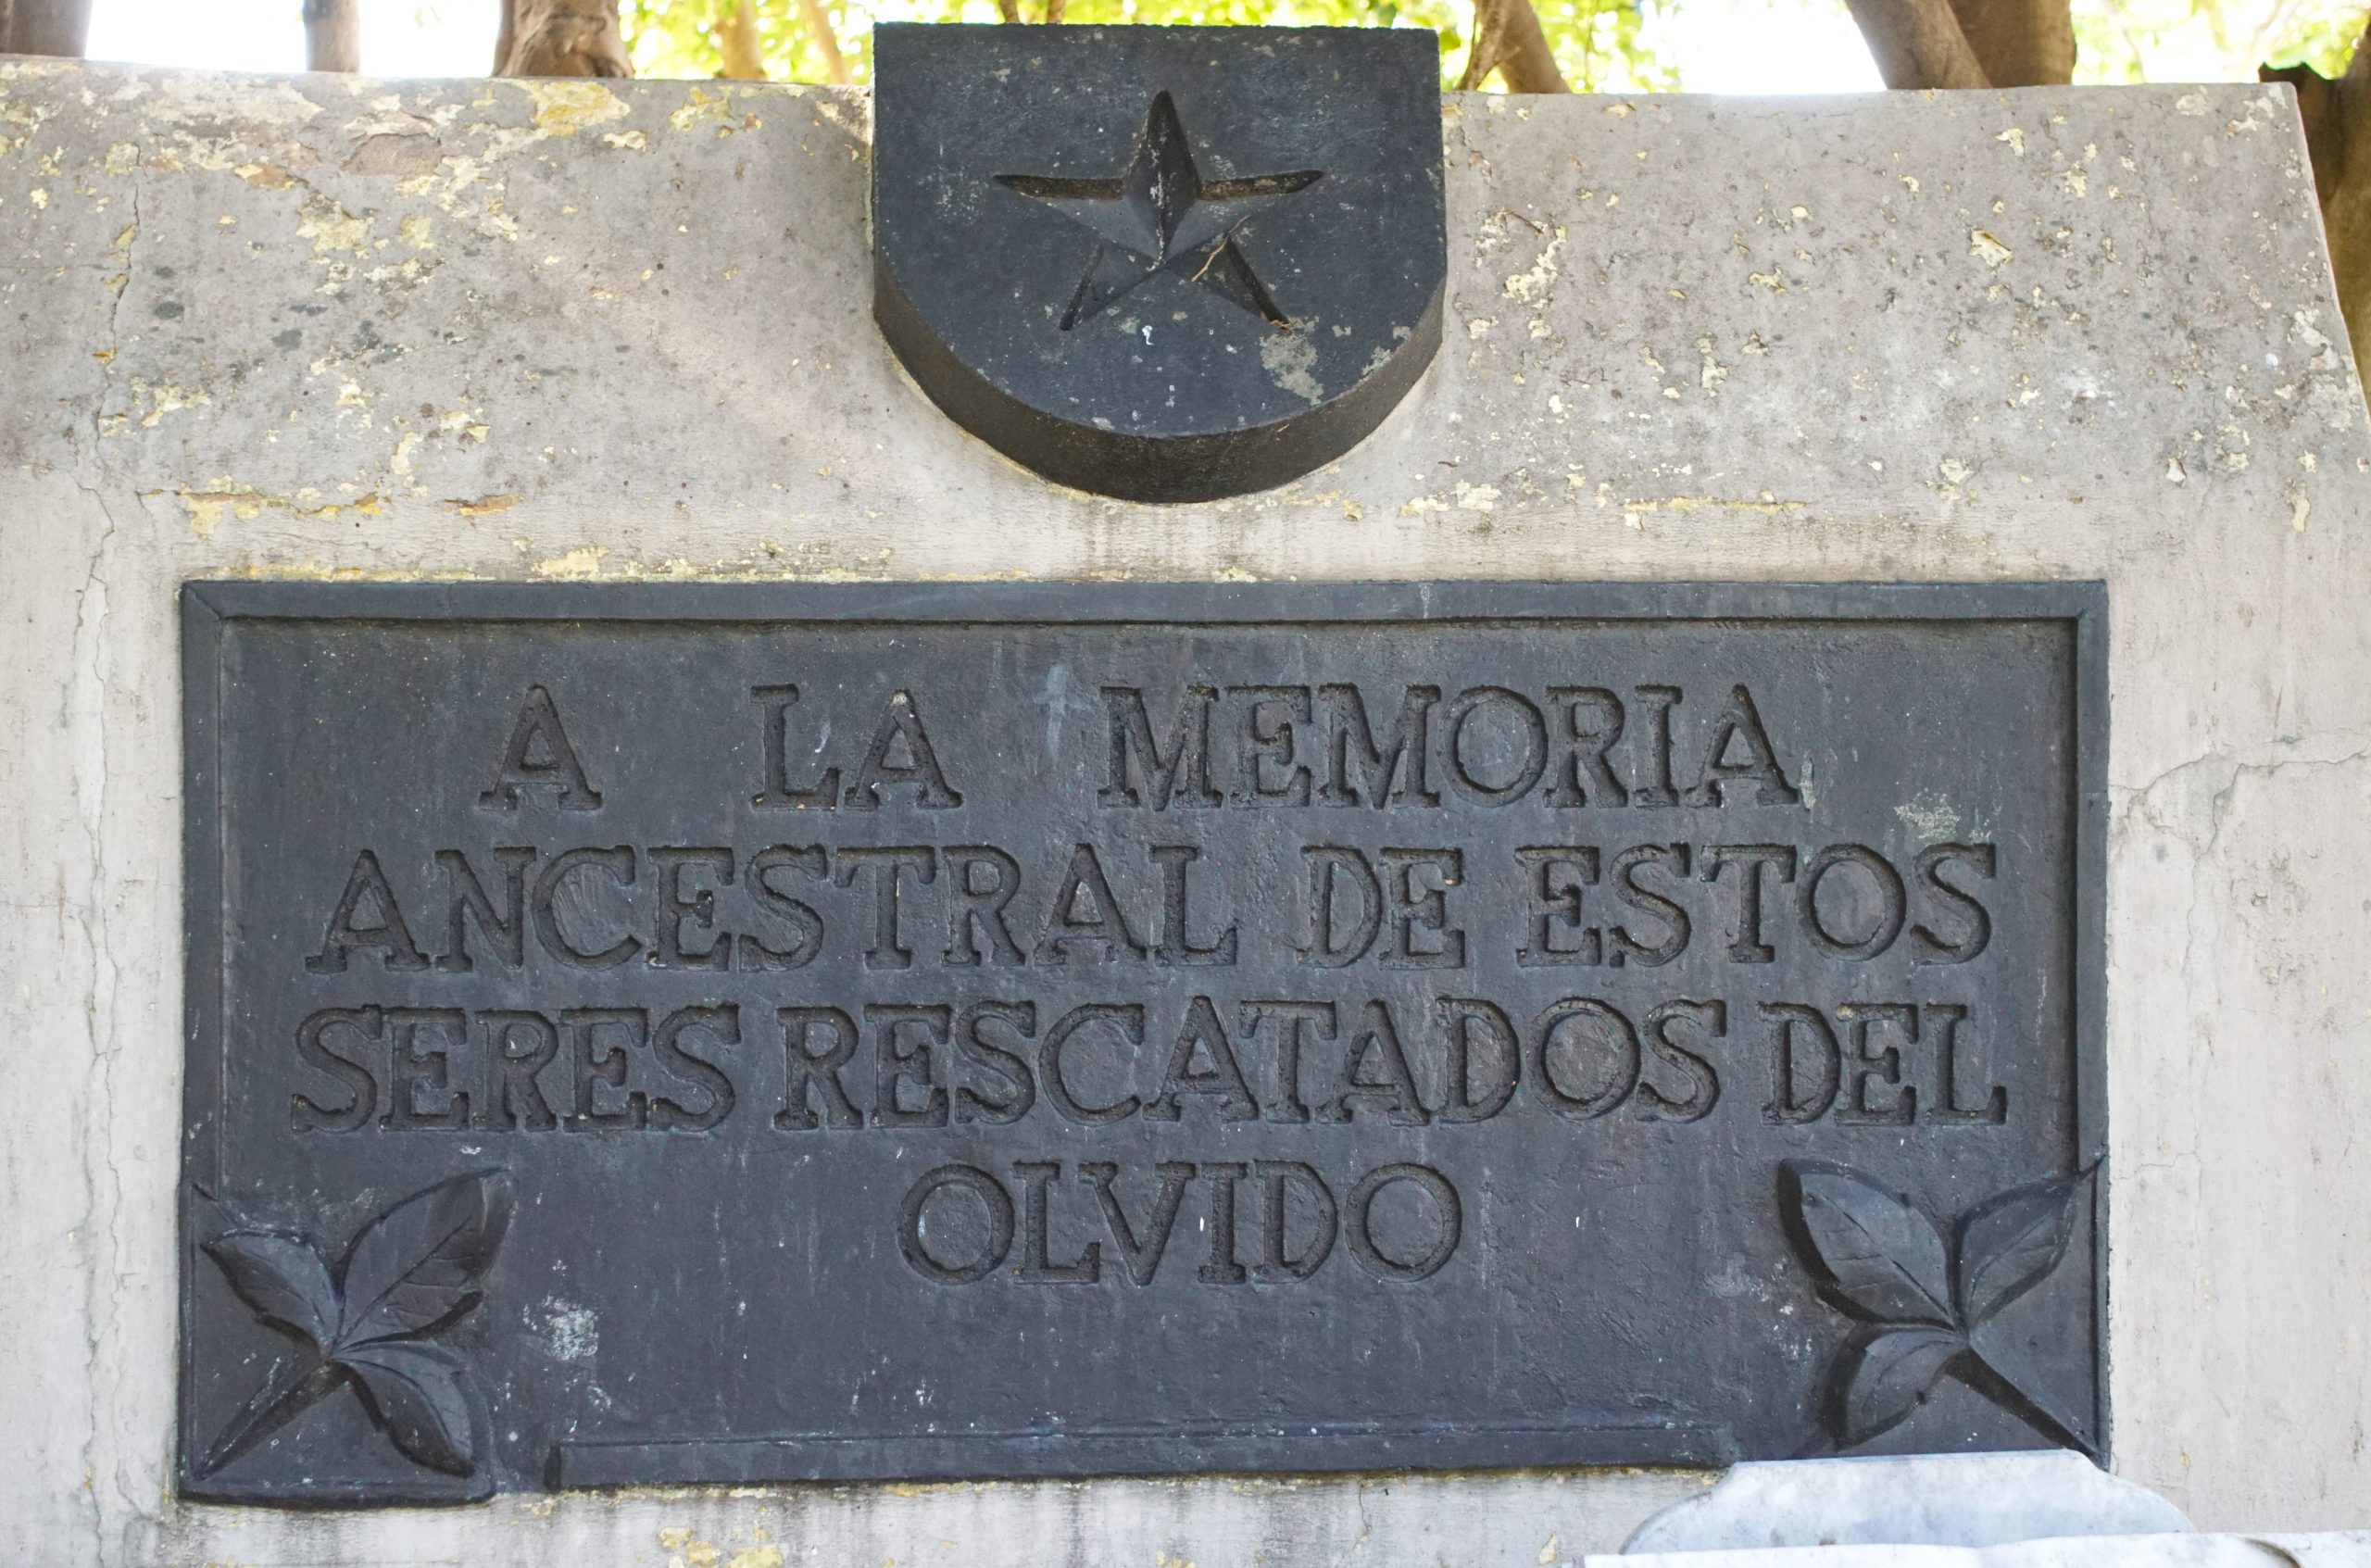 A LA MEMORIA
ANCESTRAL DE ESTOS
SERES RESCATADOS DEL
OLVIDO